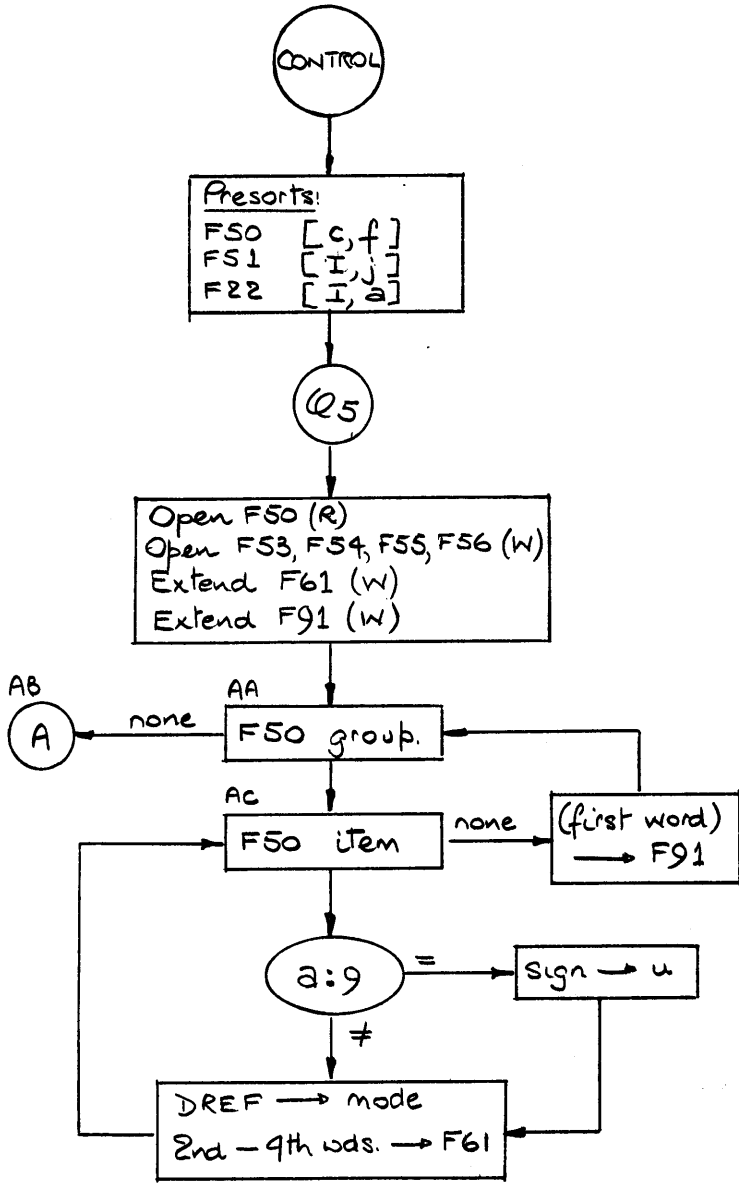 CONTROL
Presorts:
F50 [c, f]
F51 [I, j]
F22 [I, a]
Q5
Open F50 (R)
Open F53, F54, F55, F56 (W)
Extend F61 (W)
Extend F91 (W)
AB
AA
A
none
F50 group.
AC
F50 item
none
(first word)
→ F91
a:9
=
sign → u
≠
DREF → mode
2nd - 9th wds. → F61